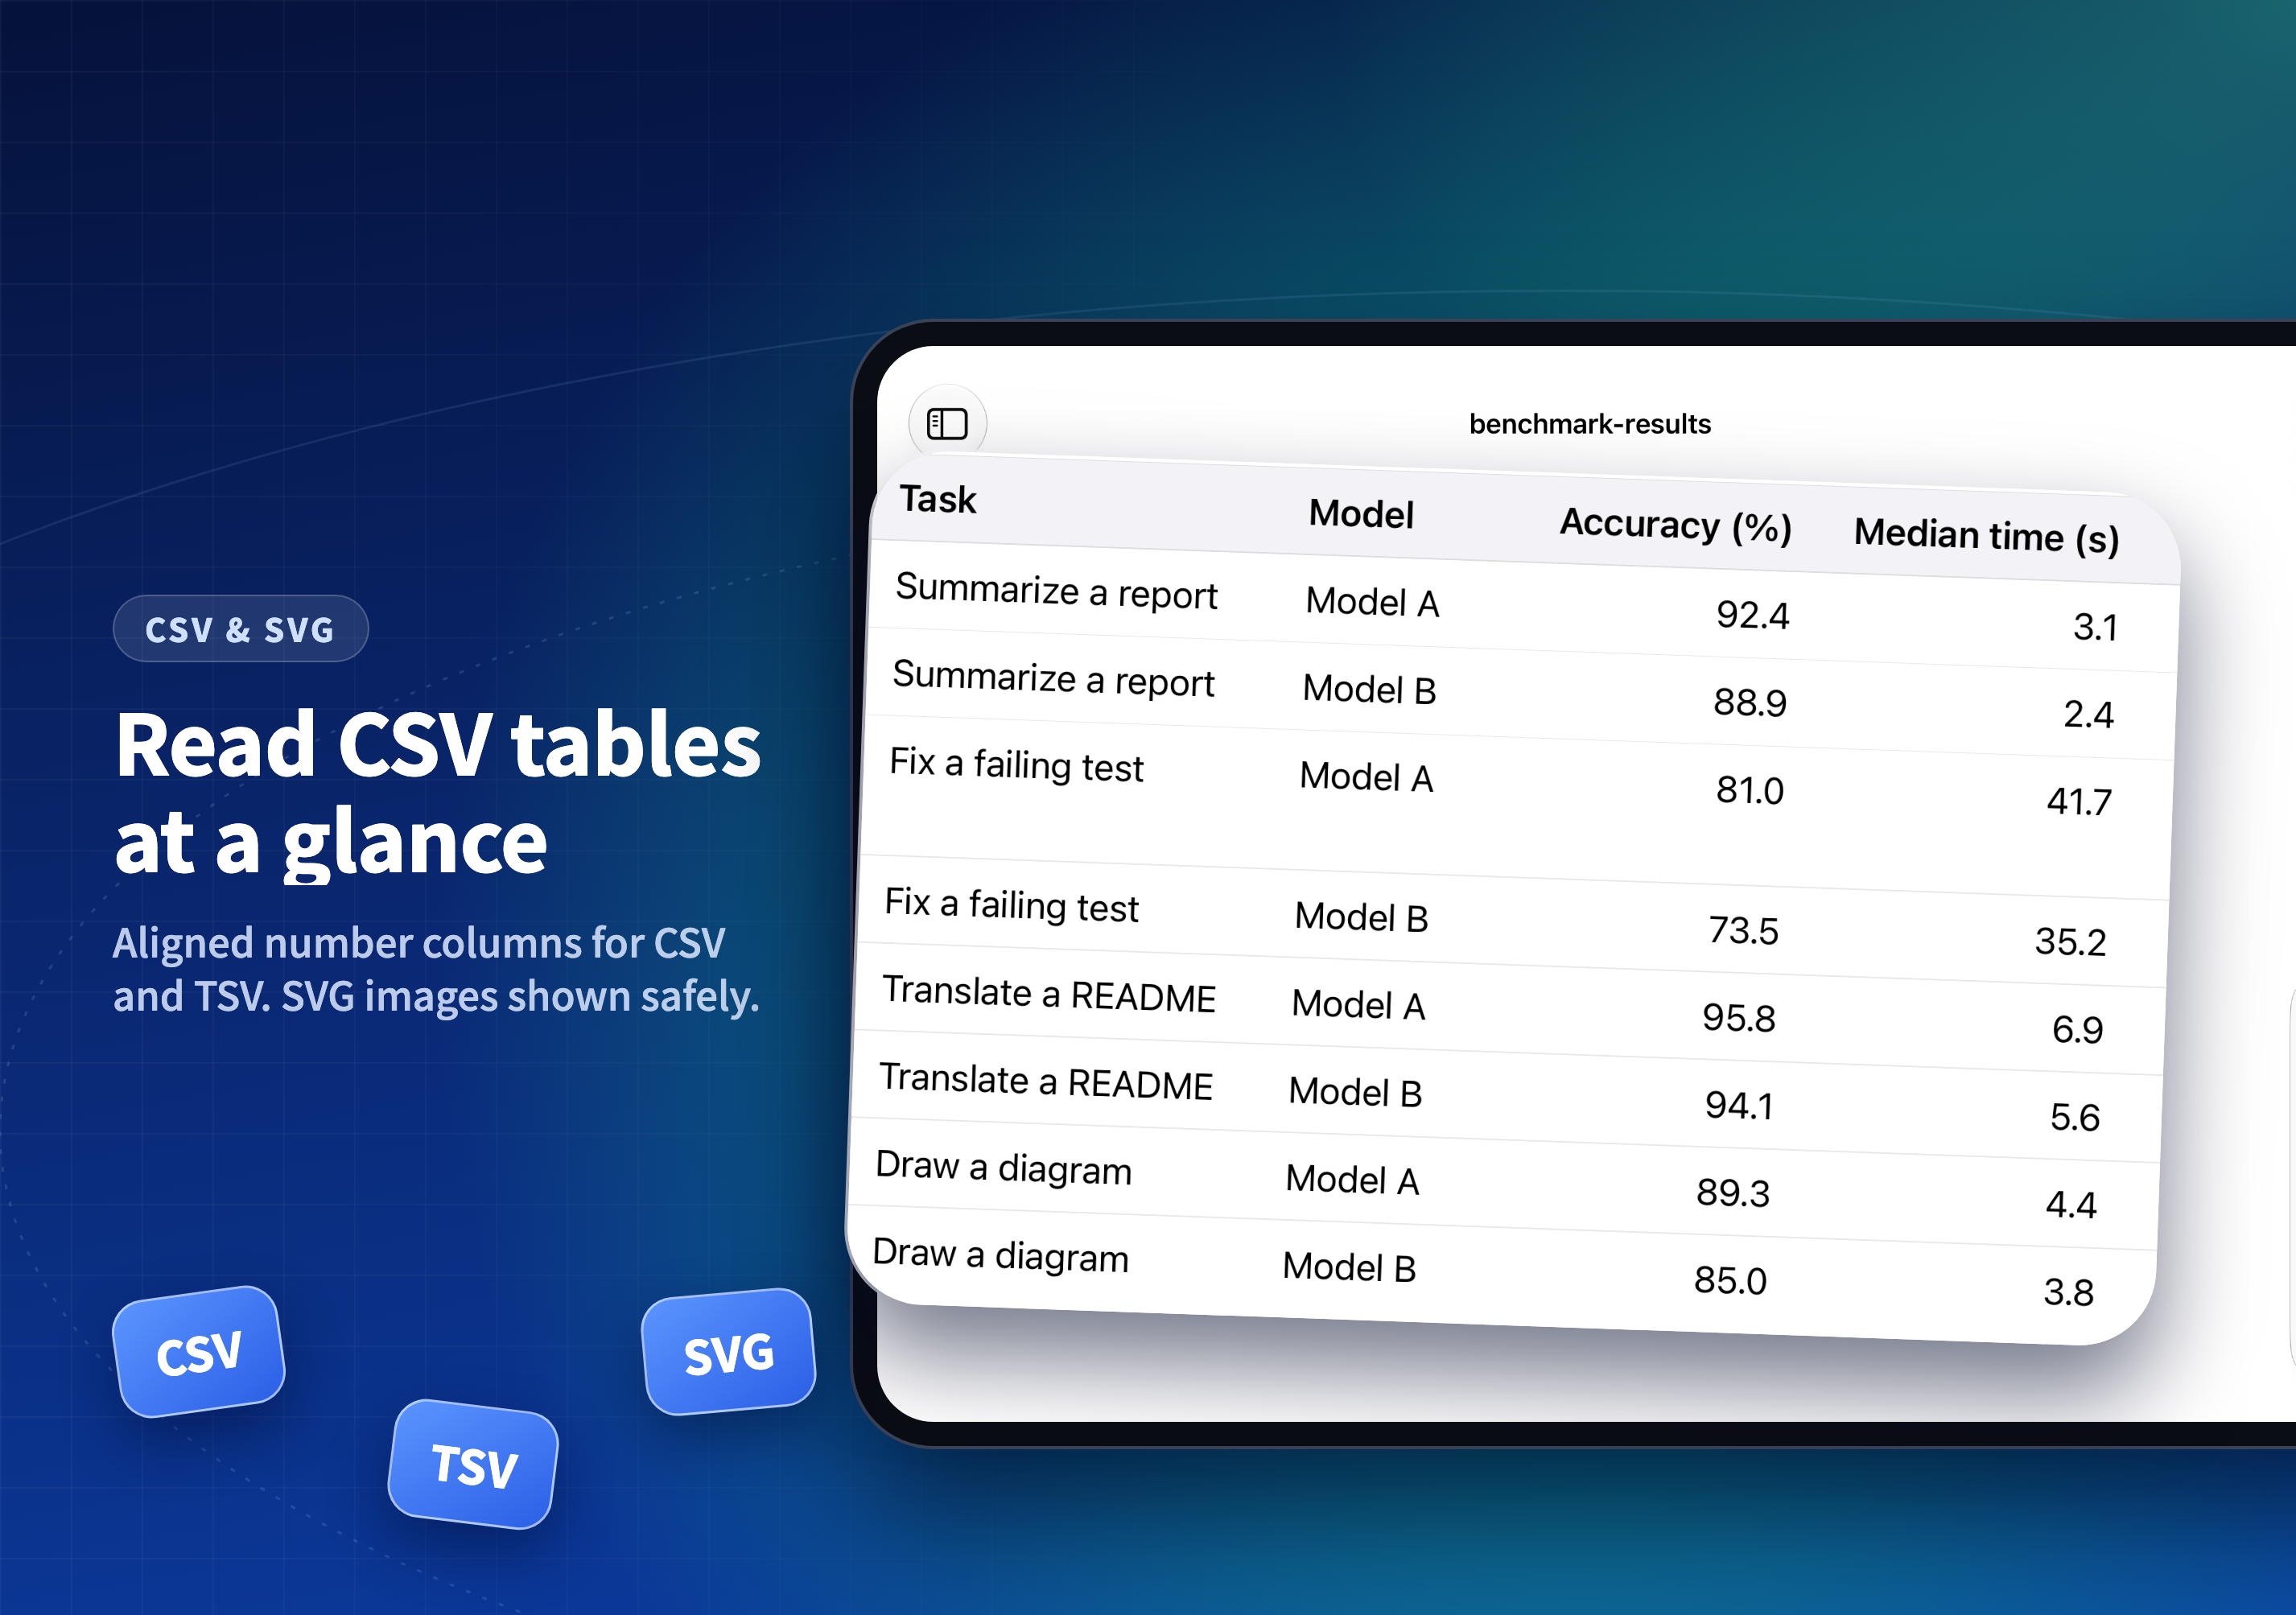 CSV & SVG
Read CSV tables
at a glance
Aligned number columns for CSV
and TSV. SVG images shown safely.
CSV
TSV
SVG
benchmark-results
Task Model Accuracy (%) Median time (s)
Summarize a report Model A 92.4 3.1
Summarize a report Model B 88.9 2.4
Fix a failing test Model A 81.0 41.7
Fix a failing test Model B 73.5 35.2
Translate a README Model A 95.8 6.9
Translate a README Model B 94.1 5.6
Draw a diagram Model A 89.3 4.4
Draw a diagram Model B 85.0 3.8